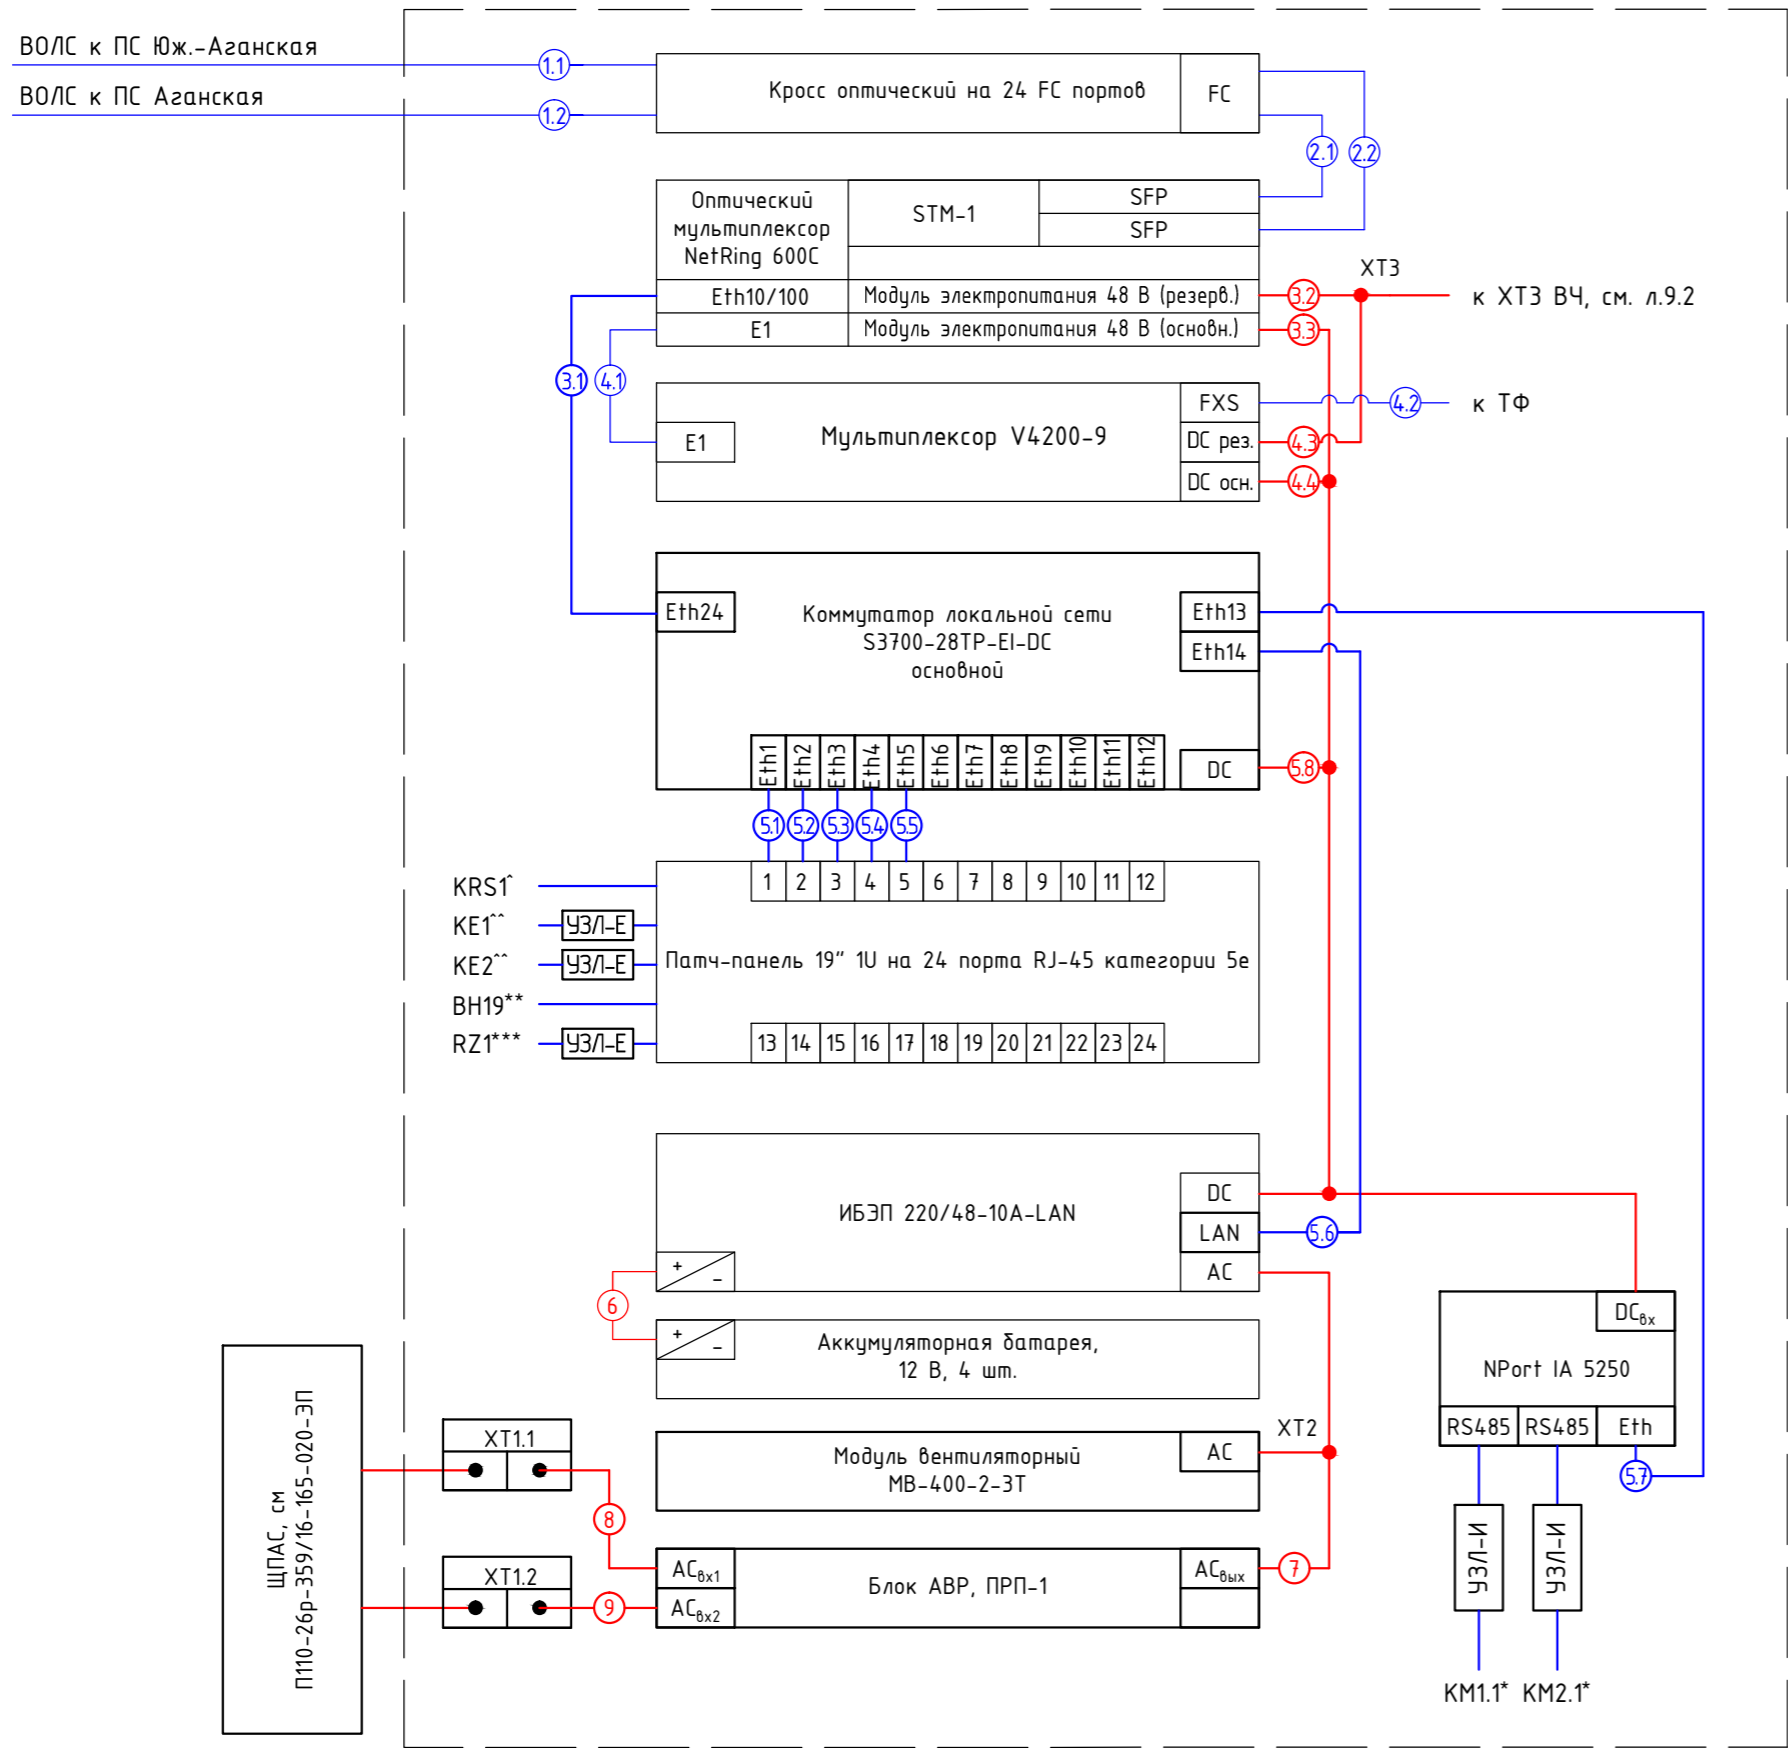 ВОЛС к ПС Юж.-Аганская
1.1
ВОЛС к ПС Аганская
1.2
Кросс оптический на 24 FC портов
FC
2.1
2.2
Оптический
мультиплексор
NetRing 600C
STM-1
SFP
SFP
Eth10/100
Модуль электропитания 48 В (резерв.)
3.2
ХТ3
к ХТ3 ВЧ, см. л.9.2
E1
Модуль электропитания 48 В (основн.)
3.3
3.1
4.1
E1
Мультиплексор V4200-9
FXS
4.2
к ТФ
DC рез.
4.3
DC осн.
4.4
Eth24
Коммутатор локальной сети
S3700-28TP-EI-DC
основной
Eth13
Eth14
Eth1
Eth2
Eth3
Eth4
Eth5
Eth6
Eth7
Eth8
Eth9
Eth10
Eth11
Eth12
DC
5.8
5.1
5.2
5.3
5.4
5.5
1 2 3 4 5 6 7 8 9 10 11 12
KRS1^
KE1^^
УЗЛ-Е
KE2^^
УЗЛ-Е
Патч-панель 19" 1U на 24 порта RJ-45 категории 5е
BH19**
RZ1***
УЗЛ-Е
13 14 15 16 17 18 19 20 21 22 23 24
ИБЭП 220/48-10А-LAN
DC
LAN
5.6
AC
+
-
6
+
-
Аккумуляторная батарея,
12 В, 4 шт.
DCвх
NPort IA 5250
RS485
RS485
Eth
5.7
УЗЛ-И
УЗЛ-И
KM1.1*
KM2.1*
ЩПАС, см
П110-26р-359/16-165-020-ЭП
ХТ1.1
8
ХТ2
Модуль вентиляторный
МВ-400-2-3Т
AC
ХТ1.2
9
ACвх1
ACвх2
Блок АВР, ПРП-1
ACвых
7